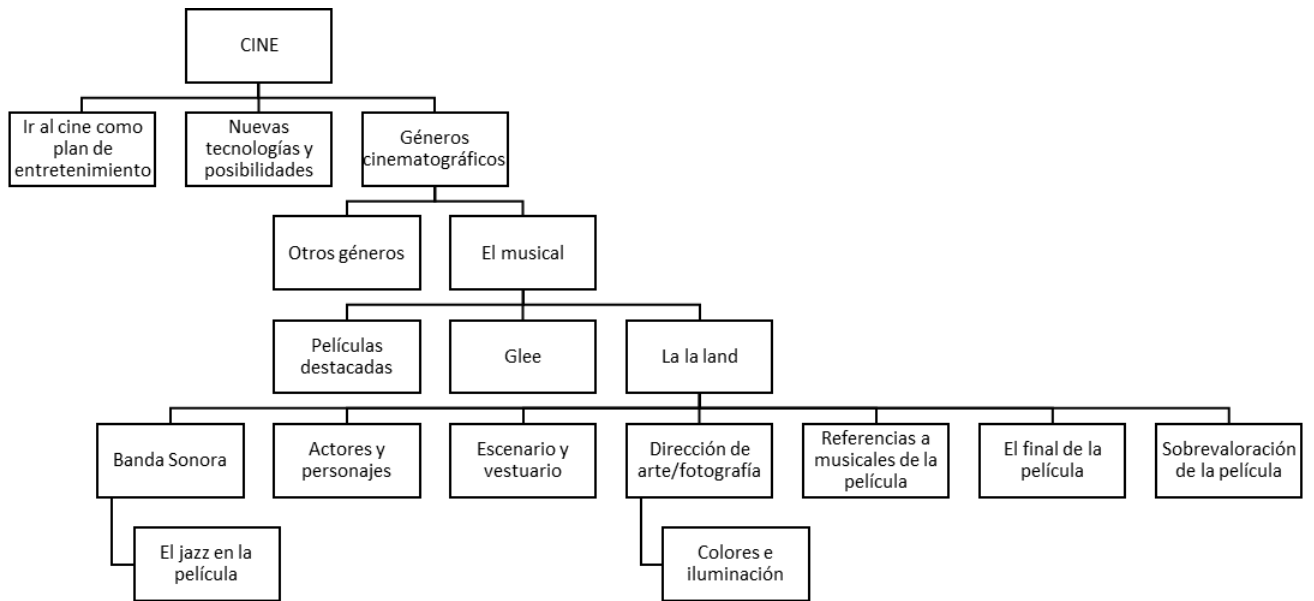 CINE
Ir al cine como
plan de
entretenimiento
Nuevas
tecnologías y
posibilidades
Géneros
cinematográficos
Otros géneros
El musical
Películas
destacadas
Glee
La la land
Banda Sonora
Actores y
personajes
Escenario y
vestuario
Dirección de
arte/fotografía
Referencias a
musicales de la
película
El final de la
película
Sobrevaloración
de la película
El jazz en la
película
Colores e
iluminación